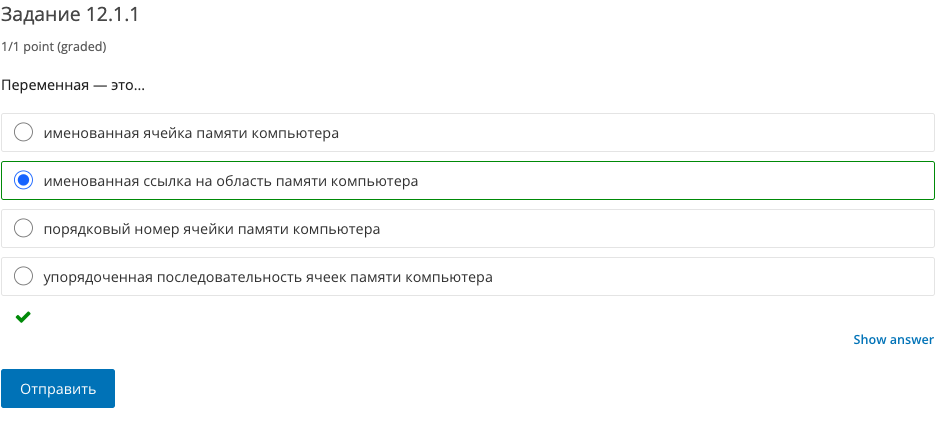 Задание 12.1.1
1/1 point (graded)
Переменная — это...
именованная ячейка памяти компьютера
именованная ссылка на область памяти компьютера
порядковый номер ячейки памяти компьютера
упорядоченная последовательность ячеек памяти компьютера
Show answer
Отправить